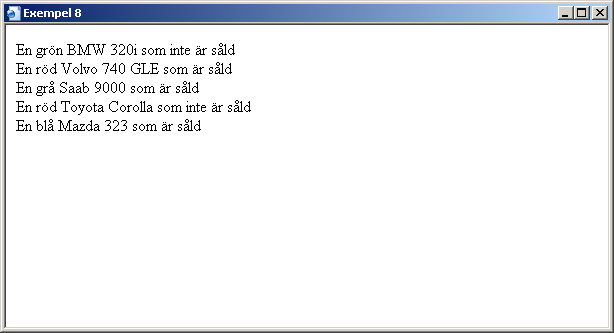 Exempel 8
En grön BMW 320i som inte är såld
En röd Volvo 740 GLE som är såld
En grå Saab 9000 som är såld
En röd Toyota Corolla som inte är såld
En blå Mazda 323 som är såld